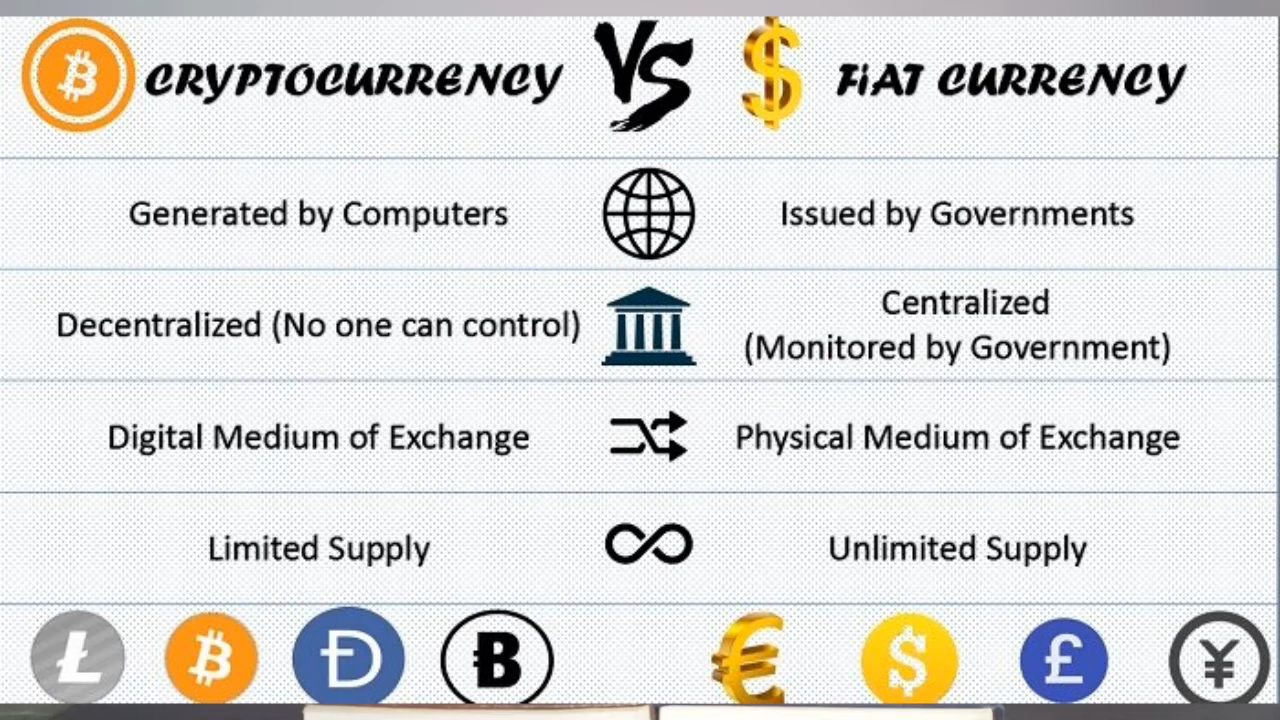 CRYPTOCURRENCY VS FiAT CURRENCY
Generated by Computers
Issued by Governments
Decentralized (No one can control)
Centralized
(Monitored by Government)
Digital Medium of Exchange
Physical Medium of Exchange
Limited Supply
Unlimited Supply